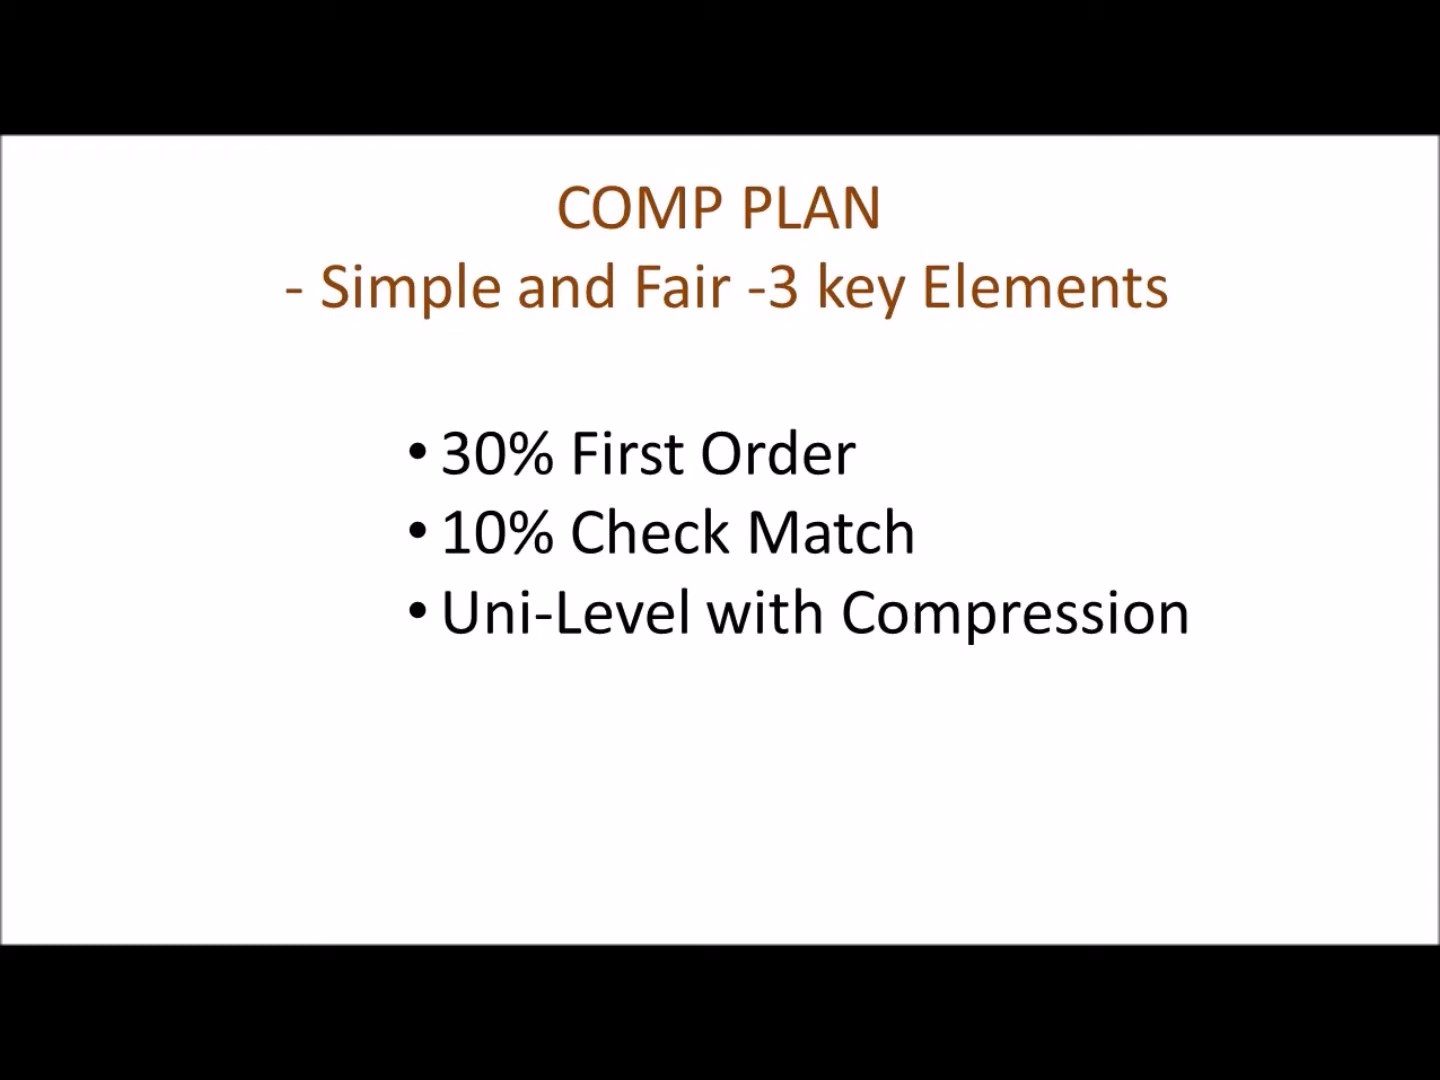 COMP PLAN
- Simple and Fair -3 key Elements
• 30% First Order
• 10% Check Match
• Uni-Level with Compression